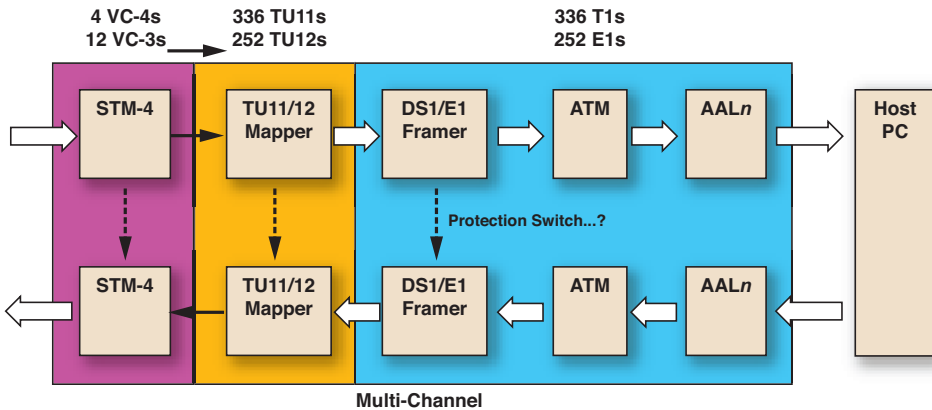 4 VC-4s
12 VC-3s
336 TU11s
252 TU12s
336 T1s
252 E1s
STM-4
TU11/12
Mapper
DS1/E1
Framer
ATM
AALn
Host
PC
Protection Switch...?
STM-4
TU11/12
Mapper
DS1/E1
Framer
ATM
AALn
Multi-Channel